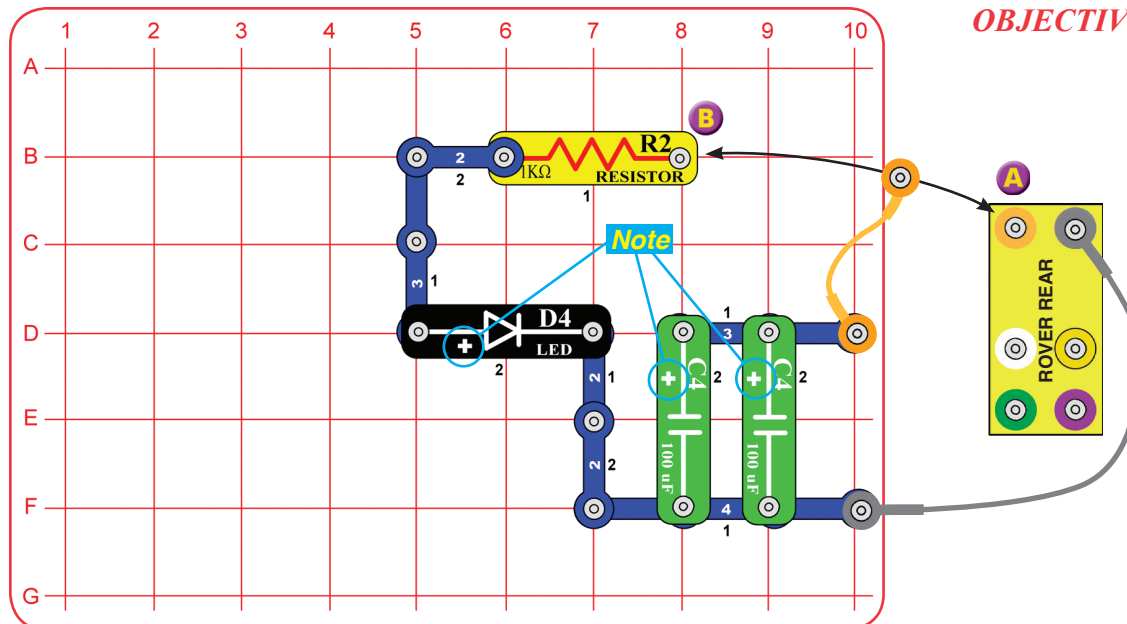 OBJECTIV
1 2 3 4 5 6 7 8 9 10
A
B
C
D
E
F
G
B
A
2
2
1KΩ
R2
RESISTOR
1
Note
3
1
D4
+
LED
2
1
3
2
1
2
2
+
C4
2
100 uF
+
C4
2
100 uF
4
1
ROVER REAR